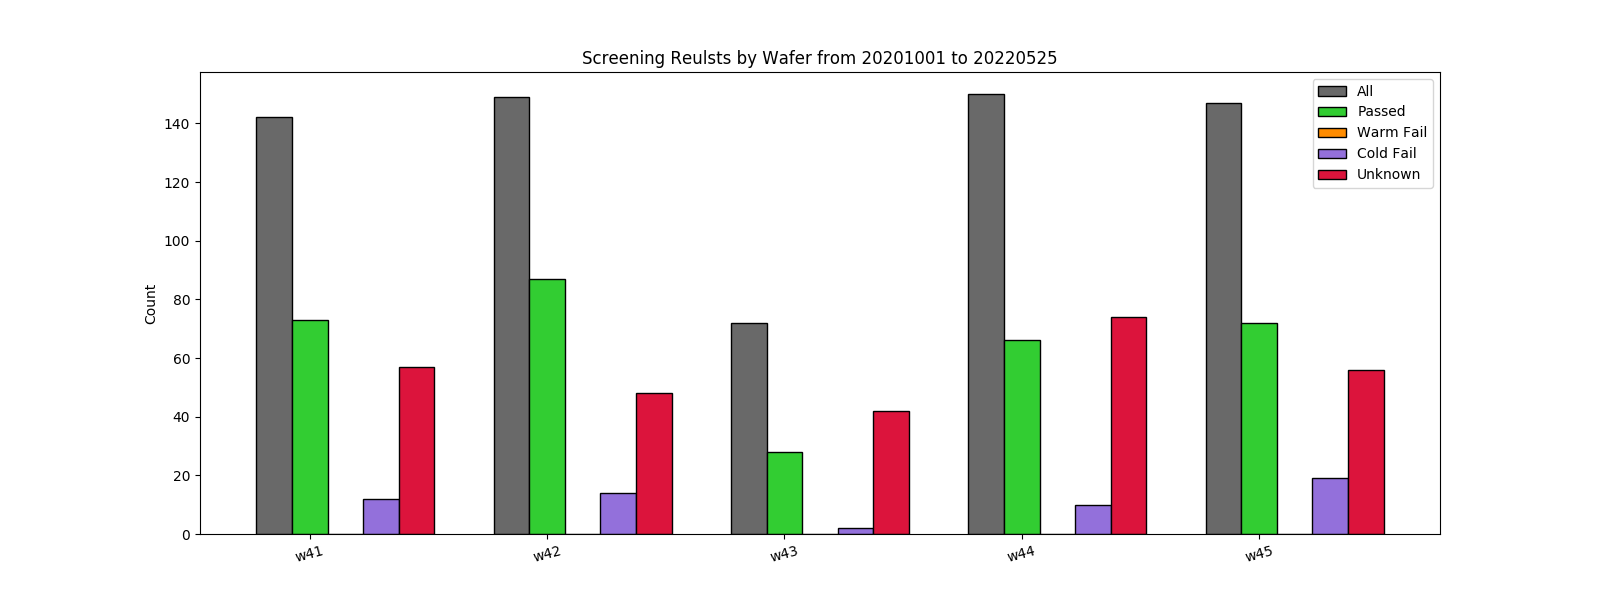 Screening Reulsts by Wafer from 20201001 to 20220525
All
Passed
Warm Fail
Cold Fail
Unknown
Count
140
120
100
80
60
40
20
0
w41
w42
w43
w44
w45